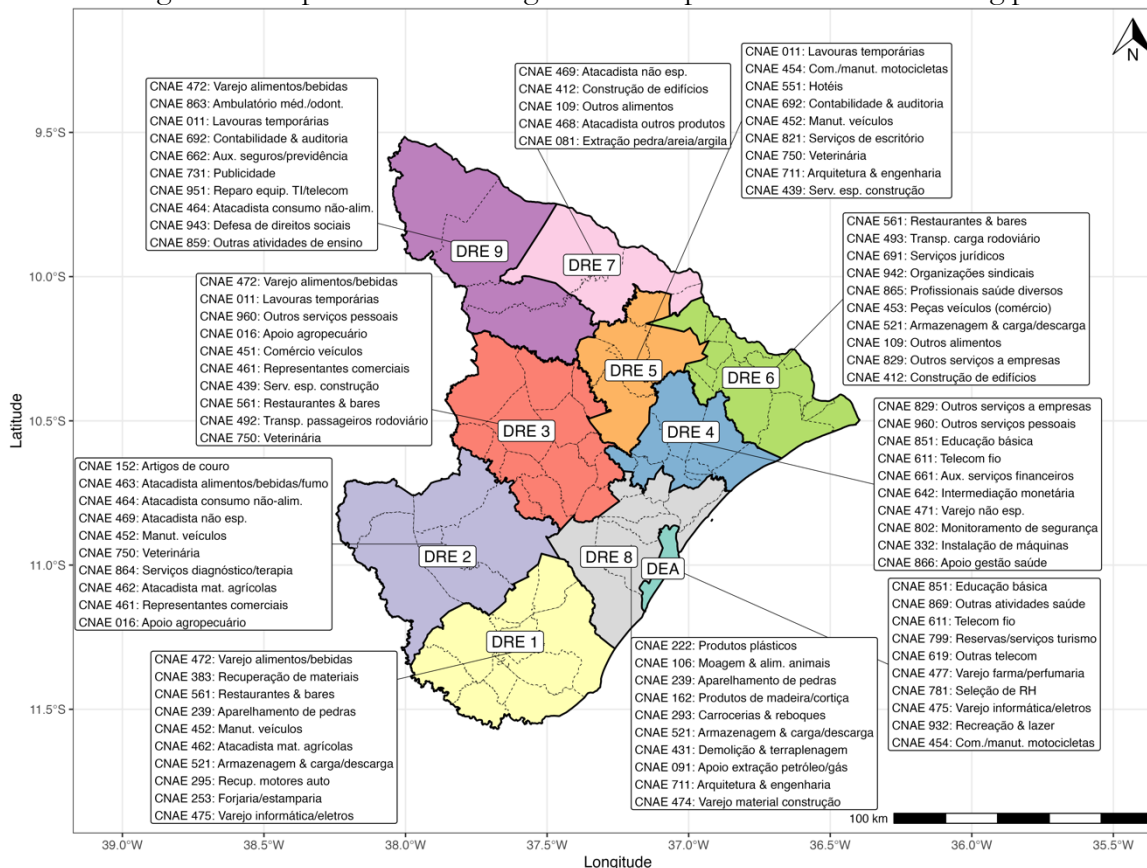 N
CNAE 472: Varejo alimentos/bebidas
CNAE 863: Ambulatório méd./odont.
CNAE 011: Lavouras temporárias
CNAE 692: Contabilidade & auditoria
CNAE 662: Aux. seguros/previdência
CNAE 731: Publicidade
CNAE 951: Reparo equip. TI/telecom
CNAE 464: Atacadista consumo não-alim.
CNAE 943: Defesa de direitos sociais
CNAE 859: Outras atividades de ensino
CNAE 469: Atacadista não esp.
CNAE 412: Construção de edifícios
CNAE 109: Outros alimentos
CNAE 468: Atacadista outros produtos
CNAE 081: Extração pedra/areia/argila
CNAE 011: Lavouras temporárias
CNAE 454: Com./manut. motocicletas
CNAE 551: Hotéis
CNAE 692: Contabilidade & auditoria
CNAE 452: Manut. veículos
CNAE 821: Serviços de escritório
CNAE 750: Veterinária
CNAE 711: Arquitetura & engenharia
CNAE 439: Serv. esp. construção
CNAE 561: Restaurantes & bares
CNAE 493: Transp. carga rodoviário
CNAE 691: Serviços jurídicos
CNAE 942: Organizações sindicais
CNAE 865: Profissionais saúde diversos
CNAE 453: Peças veículos (comércio)
CNAE 521: Armazenagem & carga/descarga
CNAE 109: Outros alimentos
CNAE 829: Outros serviços a empresas
CNAE 412: Construção de edifícios
CNAE 472: Varejo alimentos/bebidas
CNAE 011: Lavouras temporárias
CNAE 960: Outros serviços pessoais
CNAE 016: Apoio agropecuário
CNAE 451: Comércio veículos
CNAE 461: Representantes comerciais
CNAE 439: Serv. esp. construção
CNAE 561: Restaurantes & bares
CNAE 492: Transp. passageiros rodoviário
CNAE 750: Veterinária
CNAE 829: Outros serviços a empresas
CNAE 960: Outros serviços pessoais
CNAE 851: Educação básica
CNAE 611: Telecom fio
CNAE 661: Aux. serviços financeiros
CNAE 642: Intermediação monetária
CNAE 471: Varejo não esp.
CNAE 802: Monitoramento de segurança
CNAE 332: Instalação de máquinas
CNAE 866: Apoio gestão saúde
CNAE 152: Artigos de couro
CNAE 463: Atacadista alimentos/bebidas/fumo
CNAE 464: Atacadista consumo não-alim.
CNAE 469: Atacadista não esp.
CNAE 452: Manut. veículos
CNAE 750: Veterinária
CNAE 864: Serviços diagnóstico/terapia
CNAE 462: Atacadista mat. agrícolas
CNAE 461: Representantes comerciais
CNAE 016: Apoio agropecuário
CNAE 851: Educação básica
CNAE 869: Outras atividades saúde
CNAE 611: Telecom fio
CNAE 799: Reservas/serviços turismo
CNAE 619: Outras telecom
CNAE 477: Varejo farma/perfumaria
CNAE 781: Seleção de RH
CNAE 475: Varejo informática/eletros
CNAE 932: Recreação & lazer
CNAE 454: Com./manut. motocicletas
CNAE 222: Produtos plásticos
CNAE 106: Moagem & alim. animais
CNAE 239: Aparelhamento de pedras
CNAE 162: Produtos de madeira/cortiça
CNAE 293: Carrocerias & reboques
CNAE 521: Armazenagem & carga/descarga
CNAE 431: Demolição & terraplenagem
CNAE 091: Apoio extração petróleo/gás
CNAE 711: Arquitetura & engenharia
CNAE 474: Varejo material construção
CNAE 472: Varejo alimentos/bebidas
CNAE 383: Recuperação de materiais
CNAE 561: Restaurantes & bares
CNAE 239: Aparelhamento de pedras
CNAE 452: Manut. veículos
CNAE 462: Atacadista mat. agrícolas
CNAE 521: Armazenagem & carga/descarga
CNAE 295: Recup. motores auto
CNAE 253: Forjaria/estamparia
CNAE 475: Varejo informática/eletros
DRE 9
DRE 7
DRE 5
DRE 6
DRE 3
DRE 4
DRE 2
DRE 8
DEA
DRE 1
100 km
Latitude
9.5°S
10.0°S
10.5°S
11.0°S
11.5°S
39.0°W
38.5°W
38.0°W
37.5°W
37.0°W
36.5°W
36.0°W
35.5°W
Longitude